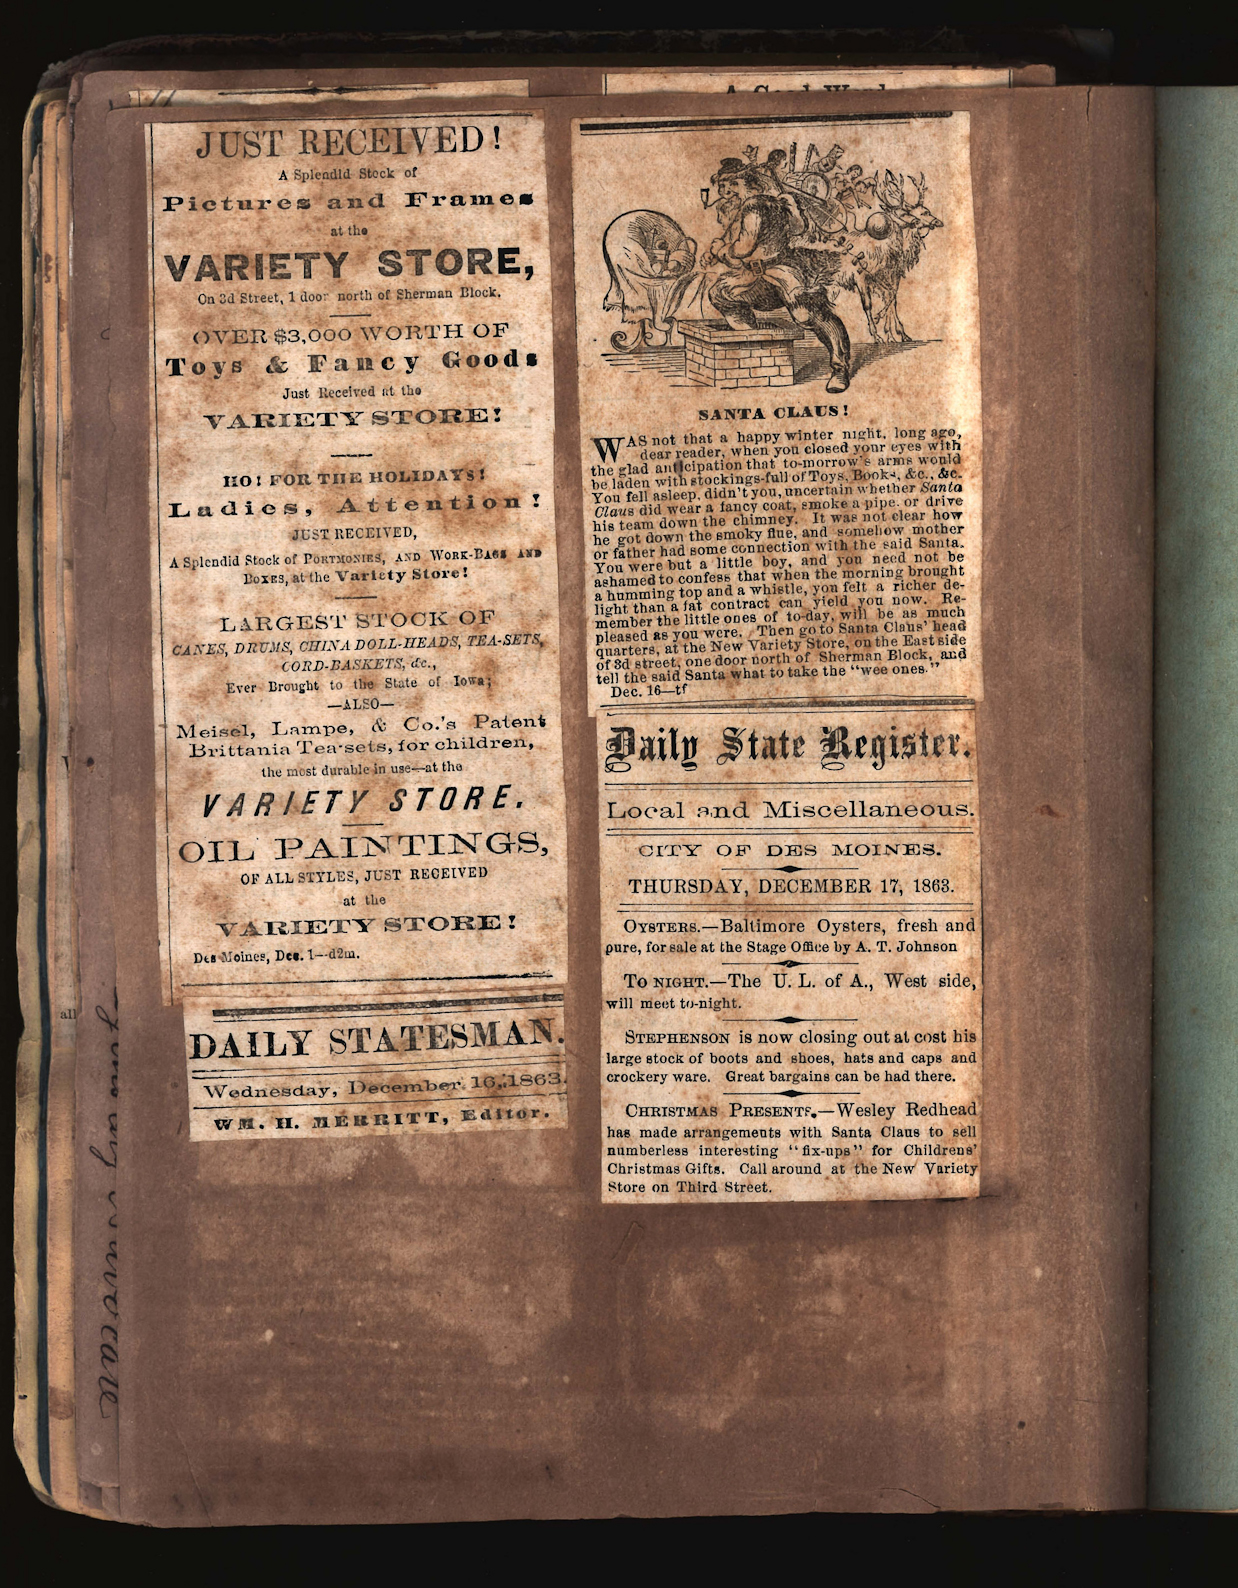 JUST RECEIVED!
A Splendid Stock of
Pictures and Frames
at the
VARIETY STORE,
On 3d Street, 1 door north of Sherman Block.
OVER $3,000 WORTH OF
Toys & Fancy Goods
Just Received at the
VARIETY STORE!
HO! FOR THE HOLIDAYS!
Ladies, Attention!
JUST RECEIVED,
A Splendid Stock of PORTMONIES, AND WORK-BAGS AND
BOXES, at the Variety Store!
LARGEST STOCK OF
CANES, DRUMS, CHINA DOLL-HEADS, TEA-SETS,
CORD-BASKETS, &c.,
Ever Brought to the State of Iowa;
—ALSO—
Meisel, Lampe, & Co.'s Patent
Brittania Tea-sets, for children,
the most durable in use—at the
VARIETY STORE.
OIL PAINTINGS,
OF ALL STYLES, JUST RECEIVED
at the
VARIETY STORE!
Des Moines, Dec. 1—d2m.
DAILY STATESMAN.
Wednesday, December 16, 1863.
WM. H. MERRITT, Editor.
SANTA CLAUS!
WAS not that a happy winter night, long ago,
dear reader, when you closed your eyes with
the glad anticipation that to-morrow's arms would
be laden with stockings-full of Toys, Books, &c., &c.
You fell asleep, didn't you, uncertain whether Santa
Claus did wear a fancy coat, smoke a pipe, or drive
his team down the chimney. It was not clear how
he got down the smoky flue, and somehow mother
or father had some connection with the said Santa.
You were but a little boy, and you need not be
ashamed to confess that when the morning brought
a humming top and a whistle, you felt a richer de-
light than a fat contract can yield you now. Re-
member the little ones of to-day, will be as much
pleased as you were. Then go to Santa Claus' head
quarters, at the New Variety Store, on the East side
of 3d street, one door north of Sherman Block, and
tell the said Santa what to take the "wee ones."
Dec. 16—tf
Daily State Register.
Local and Miscellaneous.
CITY OF DES MOINES.
THURSDAY, DECEMBER 17, 1863.
OYSTERS.—Baltimore Oysters, fresh and
pure, for sale at the Stage Office by A. T. Johnson
TO NIGHT.—The U. L. of A., West side,
will meet to-night.
STEPHENSON is now closing out at cost his
large stock of boots and shoes, hats and caps and
crockery ware. Great bargains can be had there.
CHRISTMAS PRESENTS.—Wesley Redhead
has made arrangements with Santa Claus to sell
numberless interesting "fix-ups" for Childrens'
Christmas Gifts. Call around at the New Variety
Store on Third Street.
all